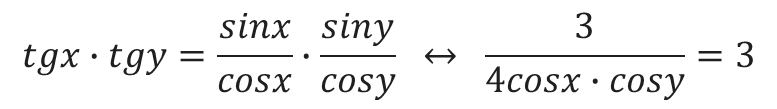 tgx · tgy = sinx/cosx · siny/cosy ↔ 3/(4cosx · cosy) = 3